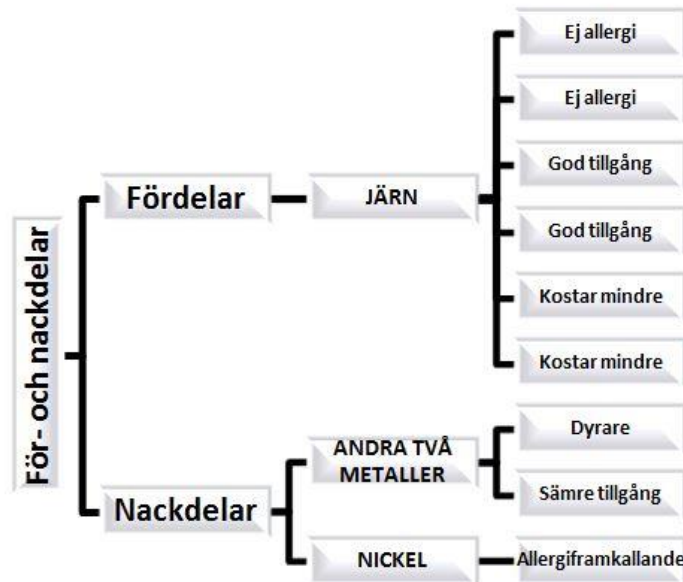 För- och nackdelar
Fördelar
JÄRN
Ej allergi
Ej allergi
God tillgång
God tillgång
Kostar mindre
Kostar mindre
Nackdelar
ANDRA TVÅ
METALLER
Dyrare
Sämre tillgång
NICKEL
Allergiframkallande